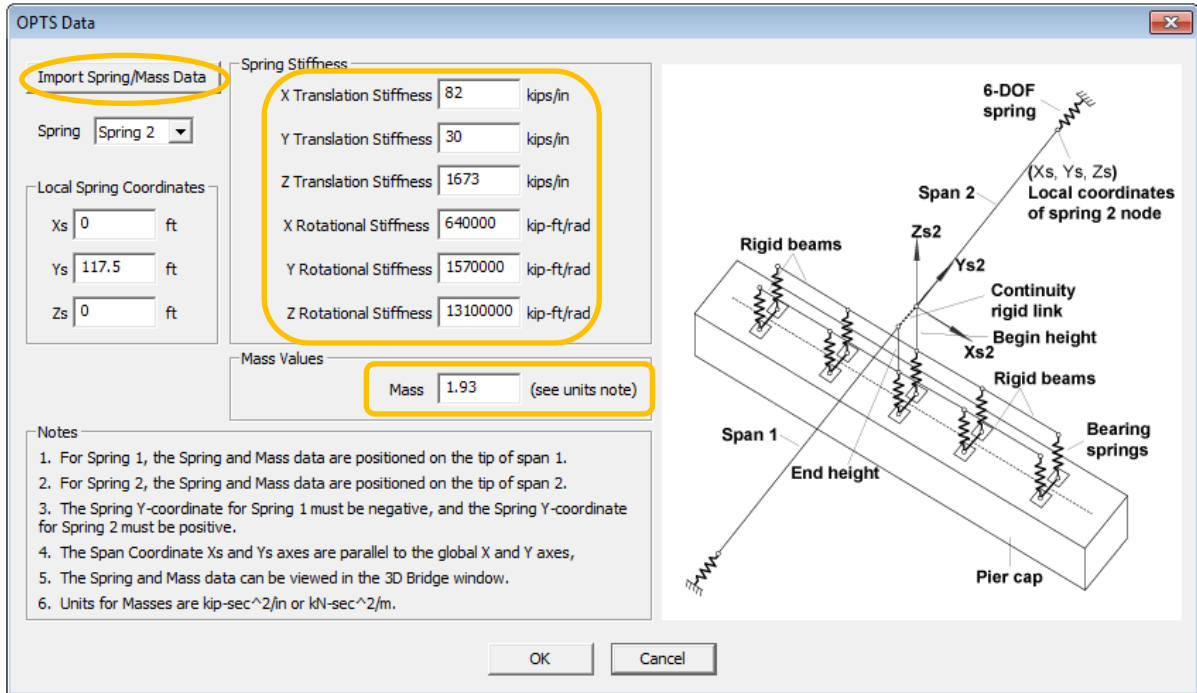 OPTS Data
Import Spring/Mass Data
Spring Spring 2
Local Spring Coordinates
Xs 0 ft
Ys 117.5 ft
Zs 0 ft
Spring Stiffness
X Translation Stiffness 82 kips/in
Y Translation Stiffness 30 kips/in
Z Translation Stiffness 1673 kips/in
X Rotational Stiffness 640000 kip-ft/rad
Y Rotational Stiffness 1570000 kip-ft/rad
Z Rotational Stiffness 13100000 kip-ft/rad
Mass Values
Mass 1.93 (see units note)
Notes
1. For Spring 1, the Spring and Mass data are positioned on the tip of span 1.
2. For Spring 2, the Spring and Mass data are positioned on the tip of span 2.
3. The Spring Y-coordinate for Spring 1 must be negative, and the Spring Y-coordinate
for Spring 2 must be positive.
4. The Span Coordinate Xs and Ys axes are parallel to the global X and Y axes,
5. The Spring and Mass data can be viewed in the 3D Bridge window.
6. Units for Masses are kip-sec^2/in or kN-sec^2/m.
6-DOF
spring
(Xs, Ys, Zs)
Local coordinates
of spring 2 node
Span 2
Zs2
Rigid beams
Ys2
Continuity
rigid link
Begin height
Xs2
Rigid beams
Bearing
springs
Span 1
End height
Pier cap
OK
Cancel